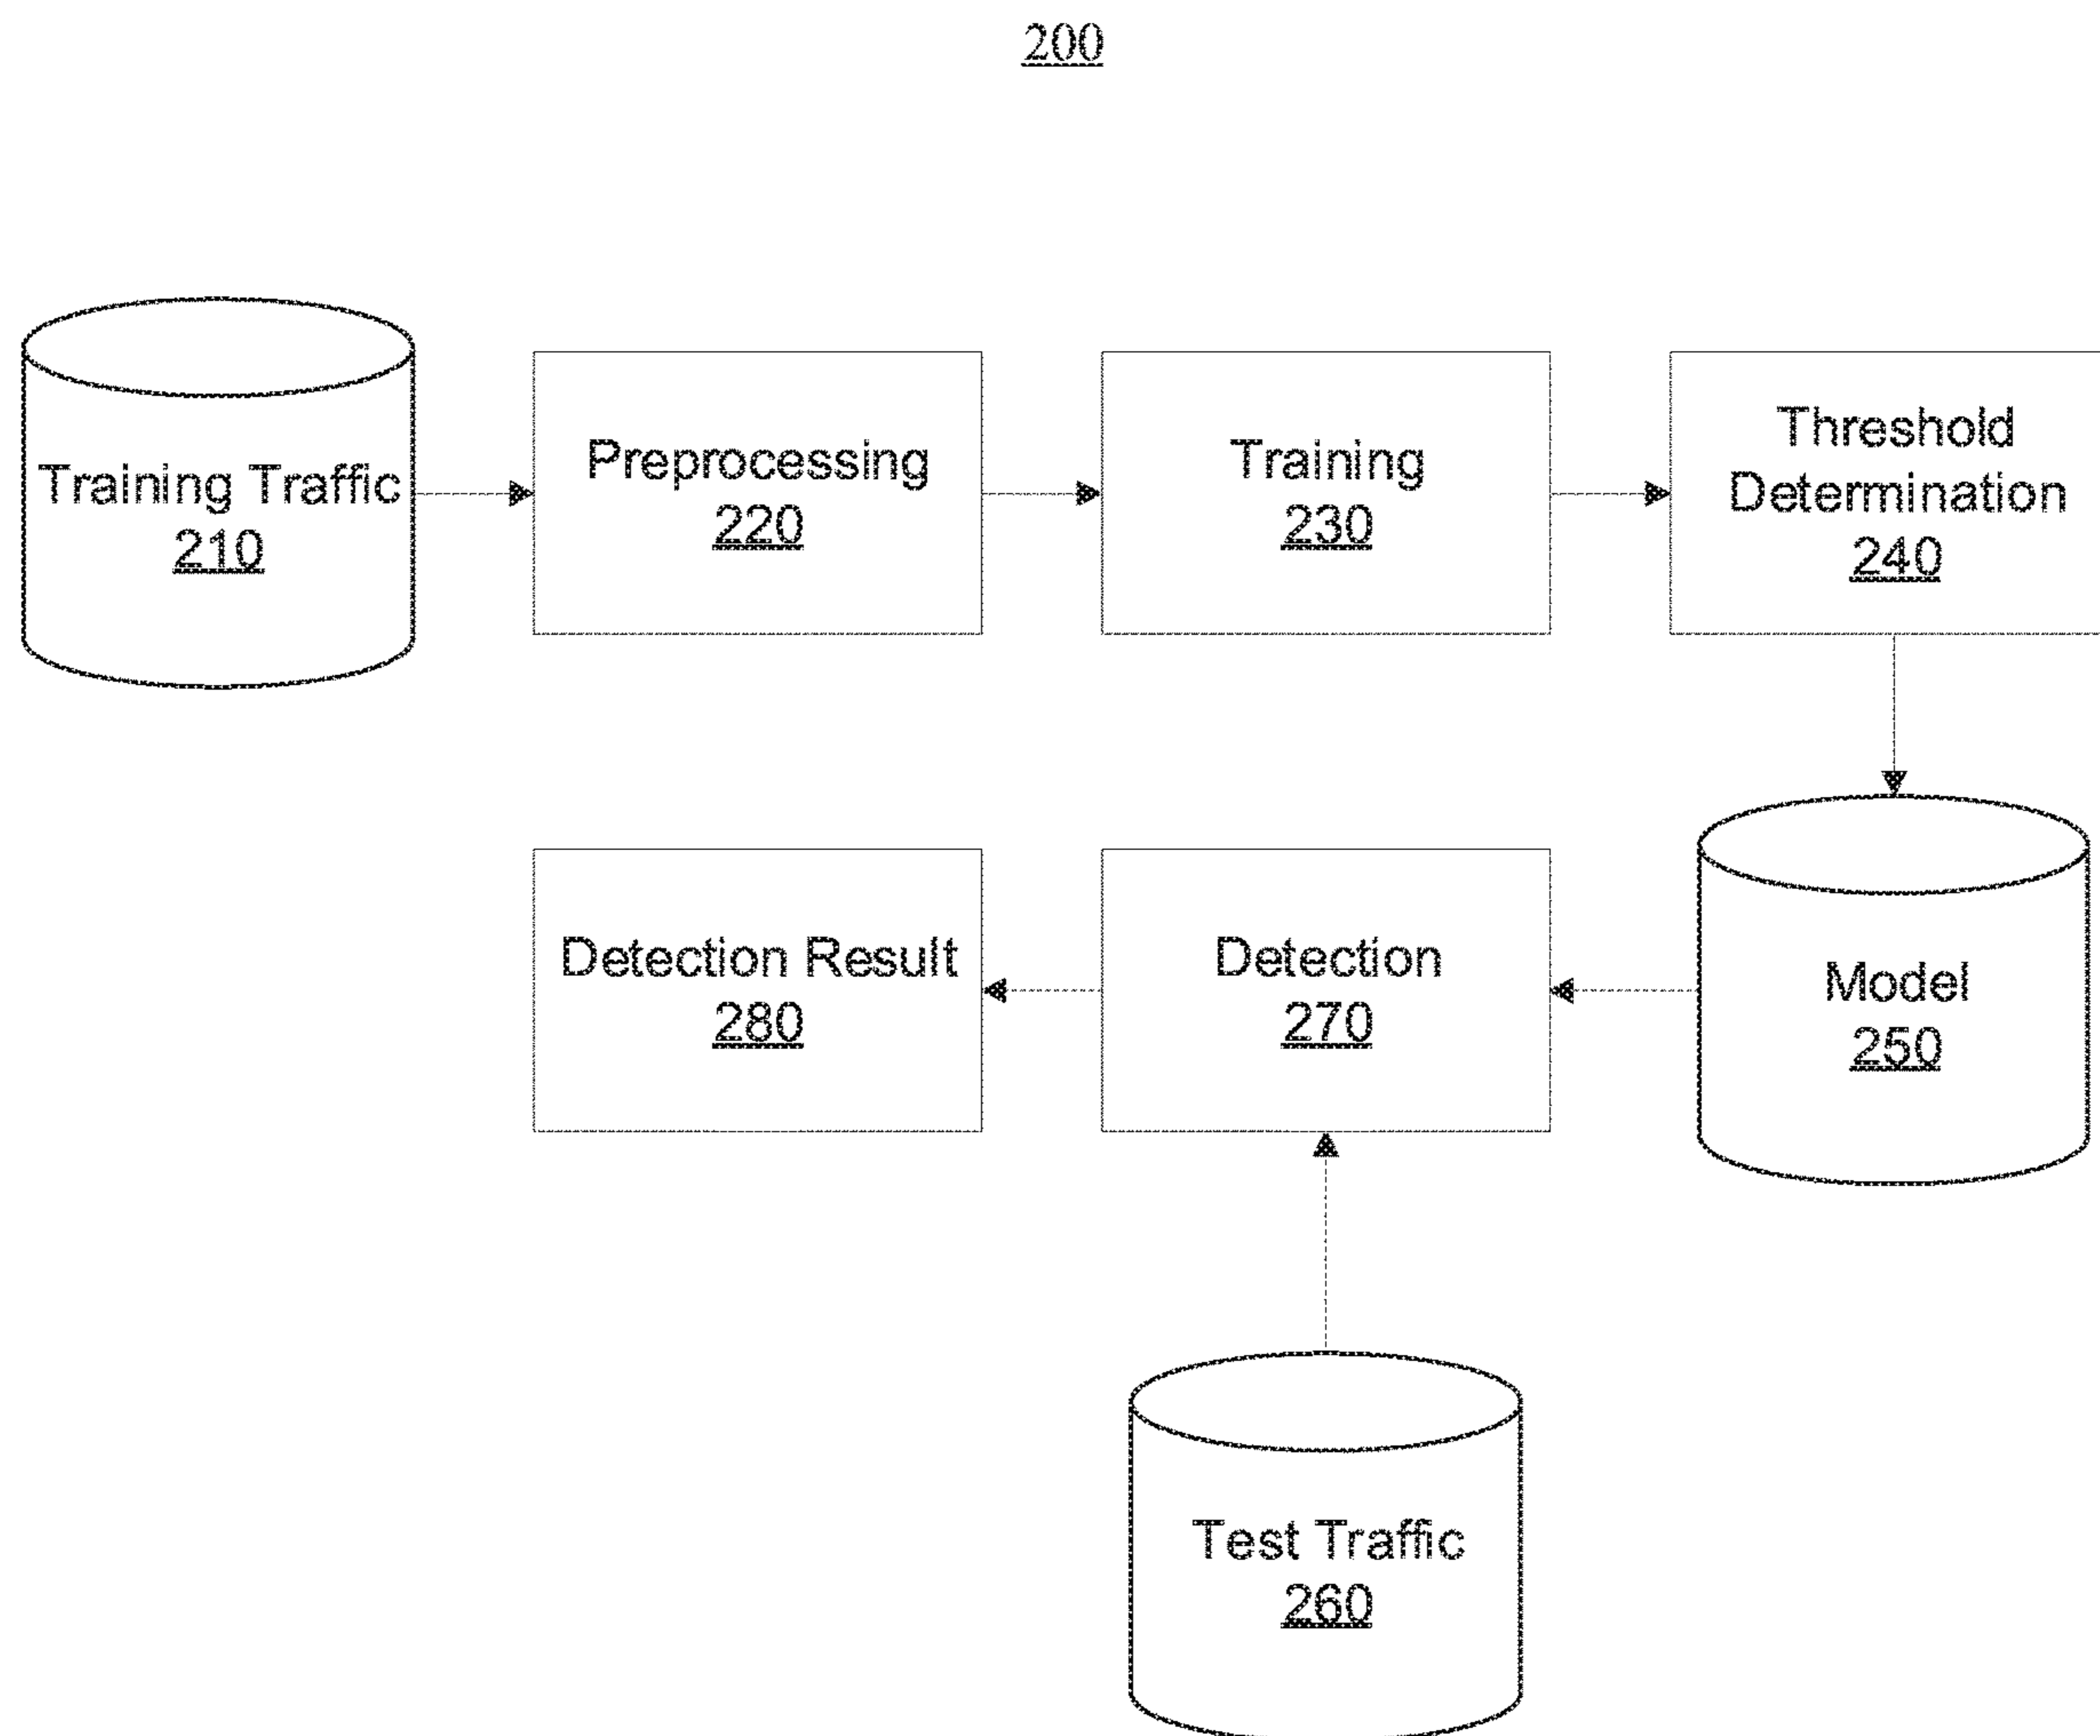 200
Training Traffic
210
Preprocessing
220
Training
230
Threshold
Determination
240
Detection Result
280
Detection
270
Model
250
Test Traffic
260